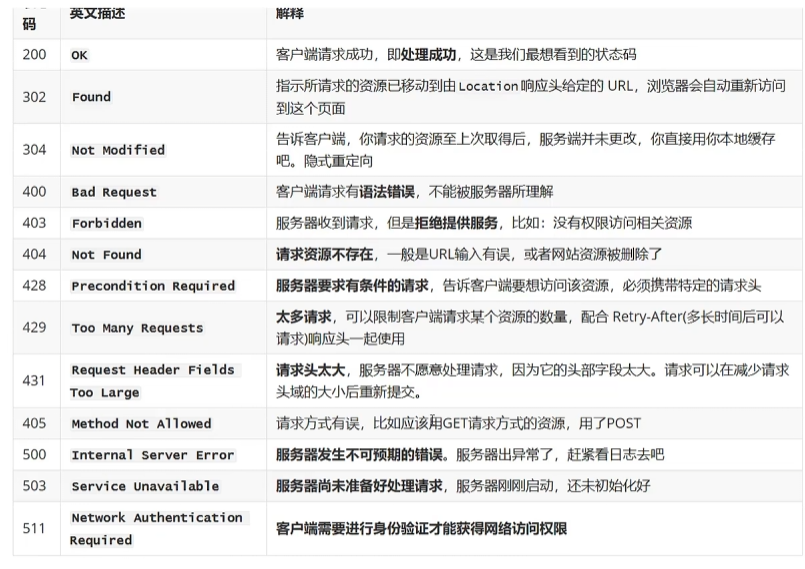 码 英文描述 解释
200 OK 客户端请求成功，即处理成功，这是我们最想看到的状态码
302 Found 指示所请求的资源已移动到由Location响应头给定的 URL，浏览器会自动重新访问
到这个页面
304 Not Modified 告诉客户端，你请求的资源至上次取得后，服务端并未更改，你直接用你本地缓存
吧。隐式重定向
400 Bad Request 客户端请求有语法错误，不能被服务器所理解
403 Forbidden 服务器收到请求，但是拒绝提供服务，比如：没有权限访问相关资源
404 Not Found 请求资源不存在，一般是URL输入有误，或者网站资源被删除了
428 Precondition Required 服务器要求有条件的请求，告诉客户端要想访问该资源，必须携带特定的请求头
429 Too Many Requests 太多请求，可以限制客户端请求某个资源的数量，配合 Retry-After(多长时间后可以
请求)响应头一起使用
431 Request Header Fields 请求头太大，服务器不愿意处理请求，因为它的头部字段太大。请求可以在减少请求
Too Large 头域的大小后重新提交。
405 Method Not Allowed 请求方式有误，比如应该用GET请求方式的资源，用了POST
500 Internal Server Error 服务器发生不可预期的错误。服务器出异常了，赶紧看日志去吧
503 Service Unavailable 服务器尚未准备好处理请求，服务器刚刚启动，还未初始化好
511 Network Authentication 客户端需要进行身份验证才能获得网络访问权限
Required